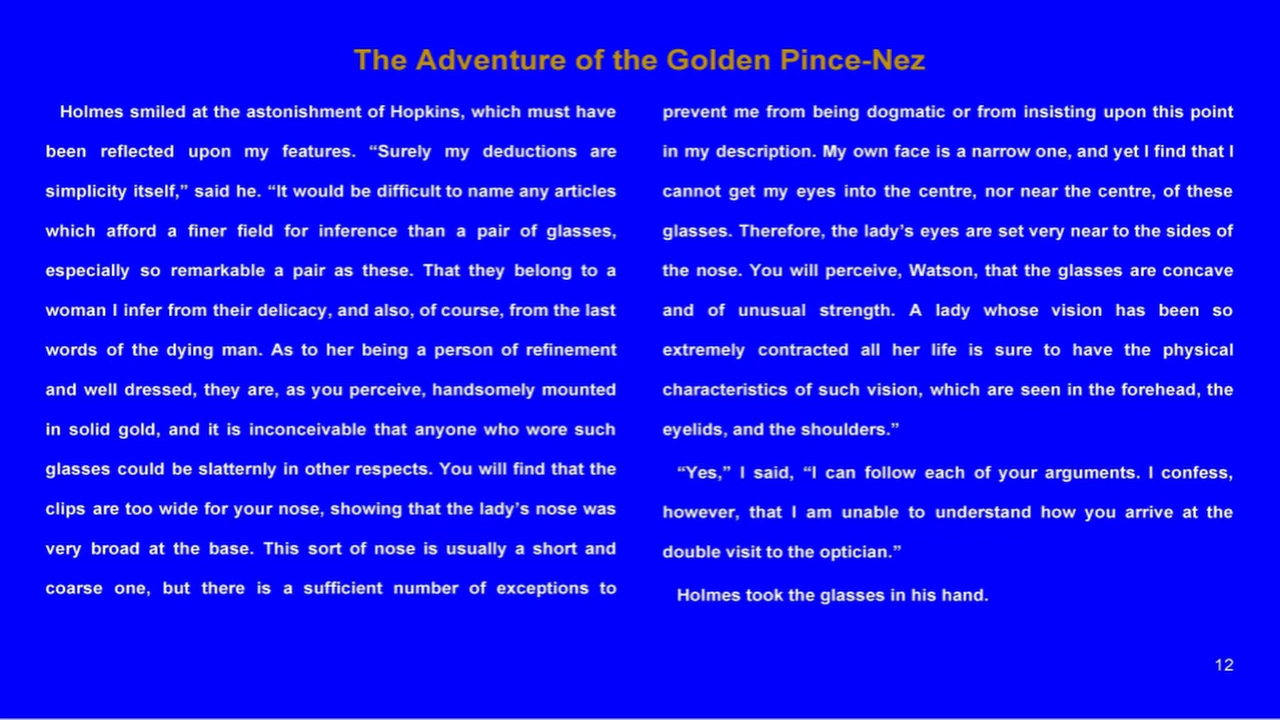 The Adventure of the Golden Pince-Nez
Holmes smiled at the astonishment of Hopkins, which must have
been reflected upon my features. “Surely my deductions are
simplicity itself,” said he. “It would be difficult to name any articles
which afford a finer field for inference than a pair of glasses,
especially so remarkable a pair as these. That they belong to a
woman I infer from their delicacy, and also, of course, from the last
words of the dying man. As to her being a person of refinement
and well dressed, they are, as you perceive, handsomely mounted
in solid gold, and it is inconceivable that anyone who wore such
glasses could be slatternly in other respects. You will find that the
clips are too wide for your nose, showing that the lady’s nose was
very broad at the base. This sort of nose is usually a short and
coarse one, but there is a sufficient number of exceptions to
prevent me from being dogmatic or from insisting upon this point
in my description. My own face is a narrow one, and yet I find that I
cannot get my eyes into the centre, nor near the centre, of these
glasses. Therefore, the lady’s eyes are set very near to the sides of
the nose. You will perceive, Watson, that the glasses are concave
and of unusual strength. A lady whose vision has been so
extremely contracted all her life is sure to have the physical
characteristics of such vision, which are seen in the forehead, the
eyelids, and the shoulders.”
“Yes,” I said, “I can follow each of your arguments. I confess,
however, that I am unable to understand how you arrive at the
double visit to the optician.”
Holmes took the glasses in his hand.
12